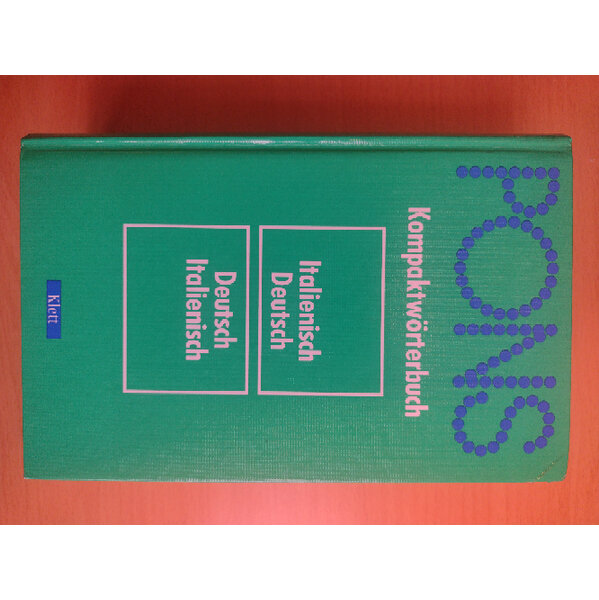 PONS
Kompaktwörterbuch
Italienisch
Deutsch
Deutsch
Italienisch
Klett